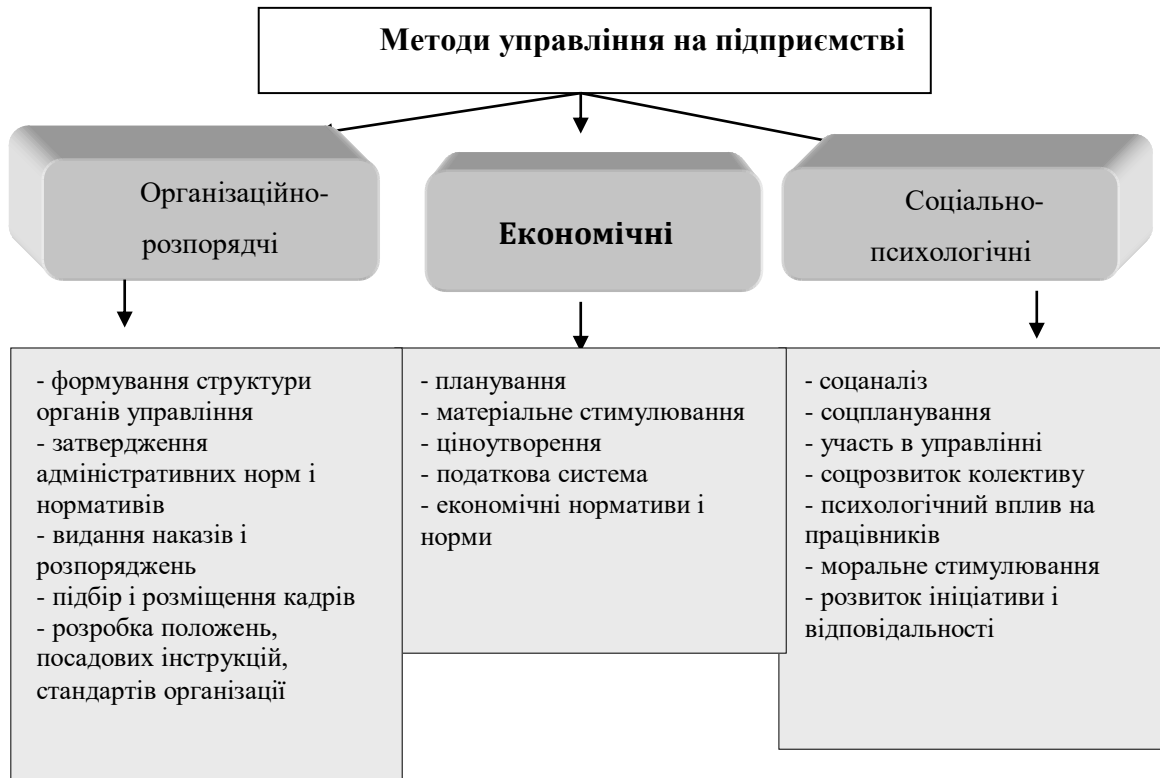 Методи управління на підприємстві
Організаційно-
розпорядчі
Економічні
Соціально-
психологічні
- формування структури
органів управління
- затвердження
адміністративних норм і
нормативів
- видання наказів і
розпоряджень
- підбір і розміщення кадрів
- розробка положень,
посадових інструкцій,
стандартів організації
- планування
- матеріальне стимулювання
- ціноутворення
- податкова система
- економічні нормативи і
норми
- соцаналіз
- соцпланування
- участь в управлінні
- соцрозвиток колективу
- психологічний вплив на
працівників
- моральне стимулювання
- розвиток ініціативи і
відповідальності